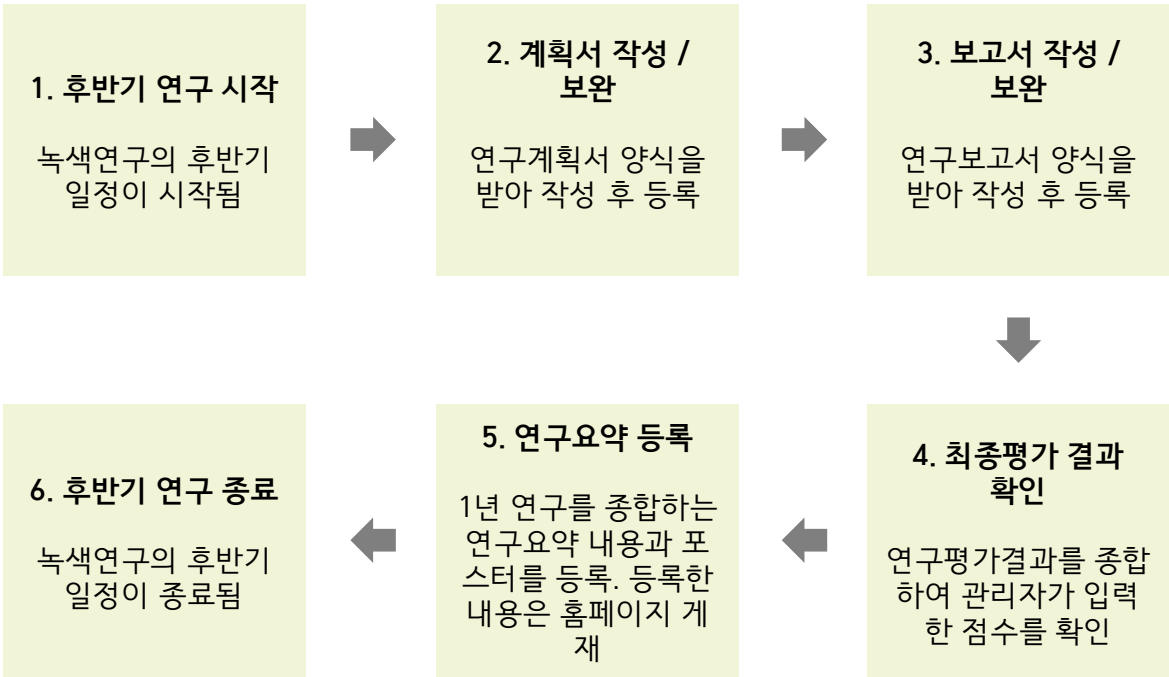 1. 후반기 연구 시작
녹색연구의 후반기
일정이 시작됨
2. 계획서 작성 /
보완
연구계획서 양식을
받아 작성 후 등록
3. 보고서 작성 /
보완
연구보고서 양식을
받아 작성 후 등록
4. 최종평가 결과
확인
연구평가결과를 종합
하여 관리자가 입력
한 점수를 확인
5. 연구요약 등록
1년 연구를 종합하는
연구요약 내용과 포
스터를 등록. 등록한
내용은 홈페이지 게
재
6. 후반기 연구 종료
녹색연구의 후반기
일정이 종료됨